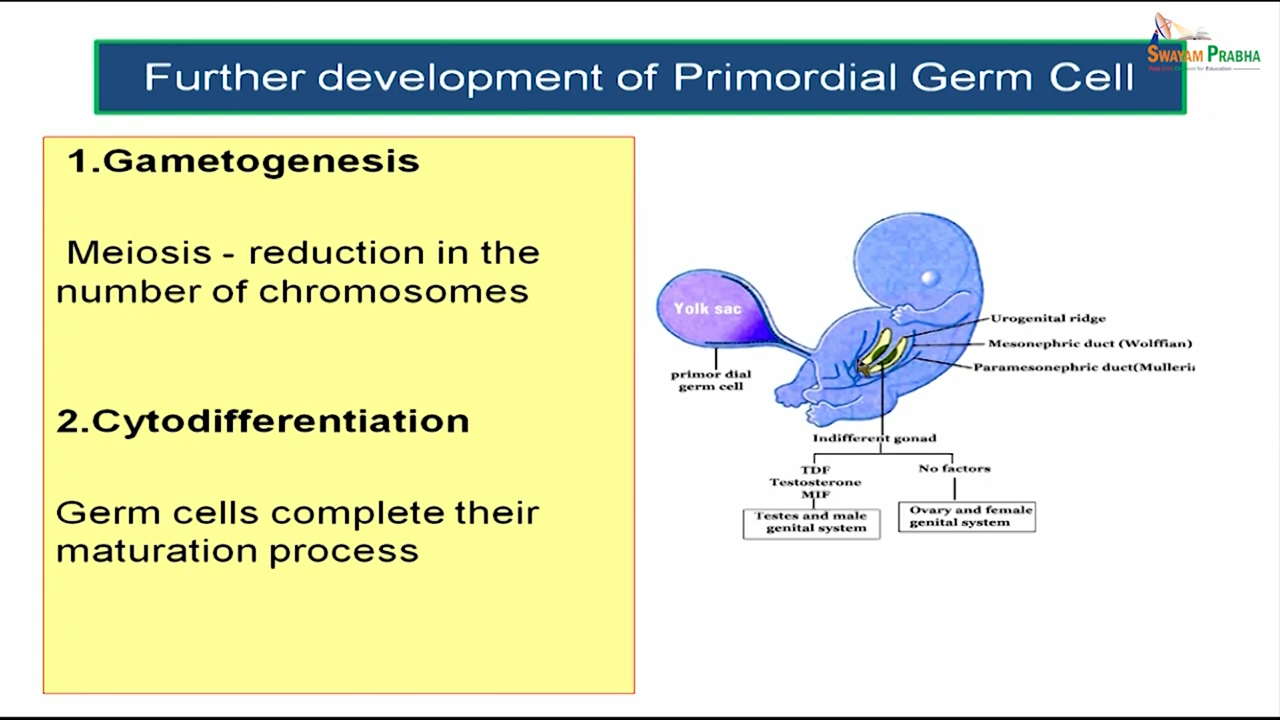 SWAYAM PRABHA
Further development of Primordial Germ Cell
1.Gametogenesis
Meiosis - reduction in the
number of chromosomes
2.Cytodifferentiation
Germ cells complete their
maturation process
Yolk sac
primor dial
germ cell
Urogenital ridge
Mesonephric duct (Wolffian)
Paramesonephric duct(Mulleri
Indifferent gonad
TDF
Testosterone
MIF
Testes and male
genital system
No factors
Ovary and female
genital system